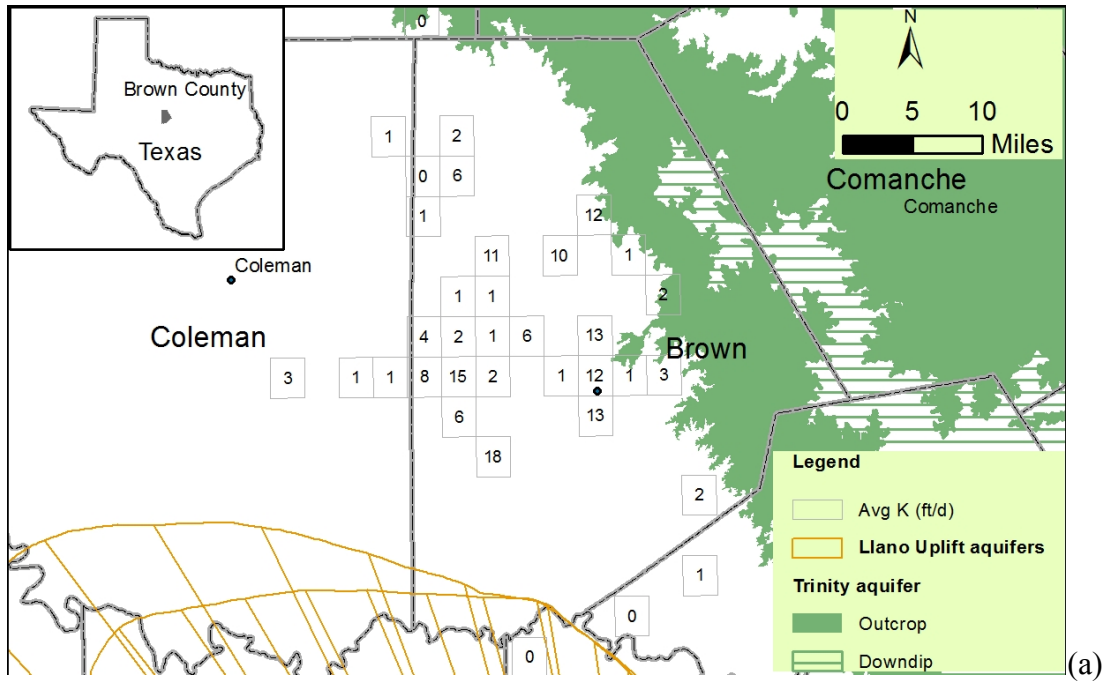 0
N
Brown County
Texas
0 5 10
Miles
1 2
0 6
Comanche
Comanche
1 12
11 10 1
Coleman
1 1 2
Coleman
4 2 1 6 13
Brown
3 1 1 8 15 2 1 12 1 3
6 13
18
Legend
2
Avg K (ft/d)
Llano Uplift aquifers
1
Trinity aquifer
0
Outcrop
0
Downdip
(a)